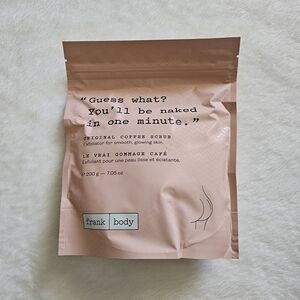 "Guess what?
You'll be naked
in one minute."
ORIGINAL COFFEE SCRUB
Exfoliator for smooth, glowing skin.
LE VRAI GOMMAGE CAFÉ
Exfoliant pour une peau lisse et éclatante.
℮ 200 g — 7.05 oz
frank body